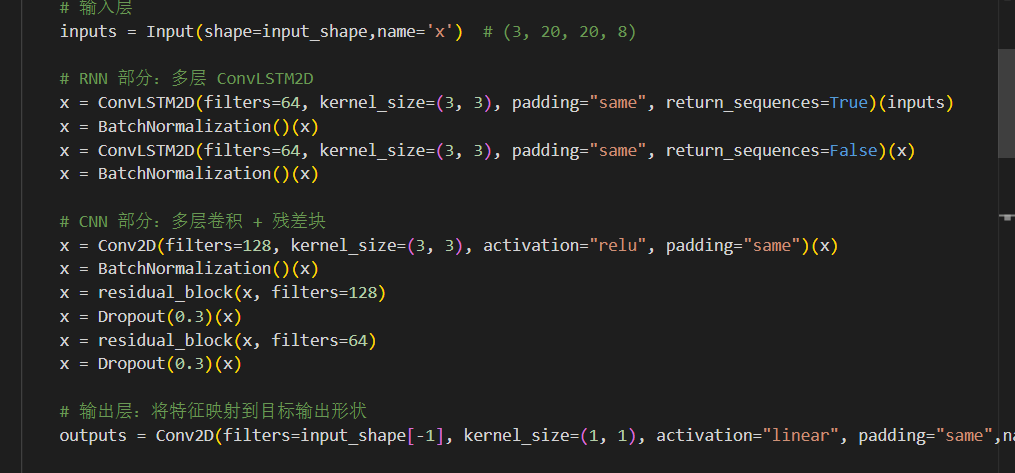 # 输入层
inputs = Input(shape=input_shape,name='x')  # (3, 20, 20, 8)
# RNN 部分：多层 ConvLSTM2D
x = ConvLSTM2D(filters=64, kernel_size=(3, 3), padding="same", return_sequences=True)(inputs)
x = BatchNormalization()(x)
x = ConvLSTM2D(filters=64, kernel_size=(3, 3), padding="same", return_sequences=False)(x)
x = BatchNormalization()(x)
# CNN 部分：多层卷积 + 残差块
x = Conv2D(filters=128, kernel_size=(3, 3), activation="relu", padding="same")(x)
x = BatchNormalization()(x)
x = residual_block(x, filters=128)
x = Dropout(0.3)(x)
x = residual_block(x, filters=64)
x = Dropout(0.3)(x)
# 输出层：将特征映射到目标输出形状
outputs = Conv2D(filters=input_shape[-1], kernel_size=(1, 1), activation="linear", padding="same",